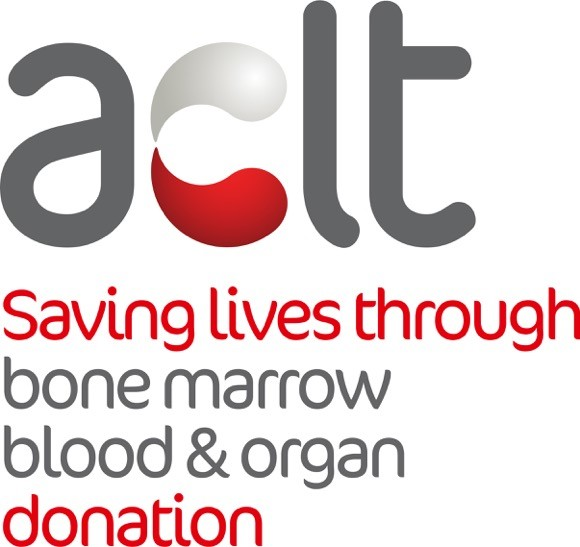 aclt
Saving lives through
bone marrow
blood & organ
donation